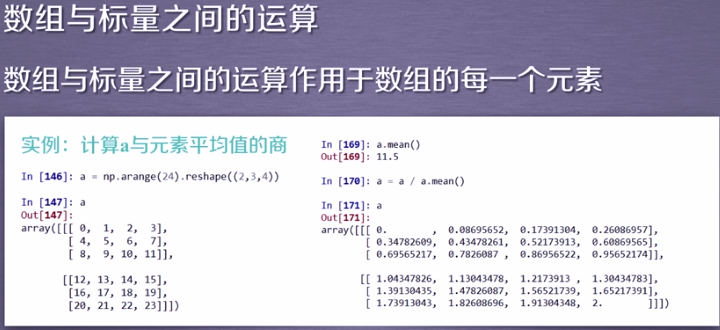 数组与标量之间的运算
数组与标量之间的运算作用于数组的每一个元素
实例：计算a与元素平均值的商
In [146]: a = np.arange(24).reshape((2,3,4))
In [147]: a
Out[147]:
array([[[ 0,  1,  2,  3],
        [ 4,  5,  6,  7],
        [ 8,  9, 10, 11]],
       [[12, 13, 14, 15],
        [16, 17, 18, 19],
        [20, 21, 22, 23]]])
In [169]: a.mean()
Out[169]: 11.5
In [170]: a = a / a.mean()
In [171]: a
Out[171]:
array([[[ 0.        ,  0.08695652,  0.17391304,  0.26086957],
        [ 0.34782609,  0.43478261,  0.52173913,  0.60869565],
        [ 0.69565217,  0.7826087 ,  0.86956522,  0.95652174]],
       [[ 1.04347826,  1.13043478,  1.2173913 ,  1.30434783],
        [ 1.39130435,  1.47826087,  1.56521739,  1.65217391],
        [ 1.73913043,  1.82608696,  1.91304348,  2.        ]]])